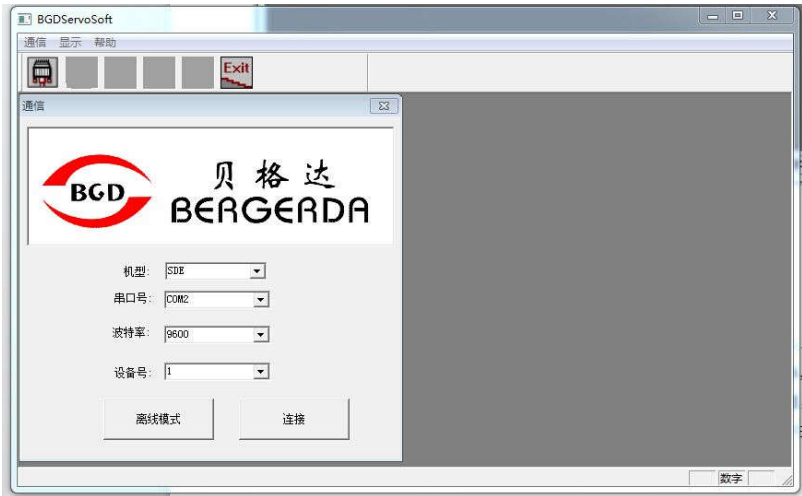 BGDServoSoft
通信 显示 帮助
Exit
通信
BGD
贝格达
BERGERDA
机型: SDE
串口号: COM2
波特率: 9600
设备号: 1
离线模式 连接
数字